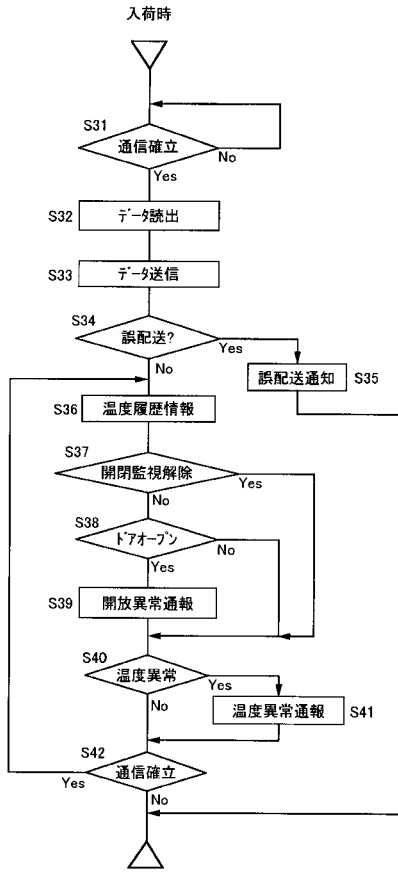 入荷時
S31
通信確立
No
Yes
S32
データ読出
S33
データ送信
S34
誤配送?
Yes
No
誤配送通知
S35
S36
温度履歴情報
S37
開閉監視解除
Yes
No
S38
ドアオープン
No
Yes
S39
開放異常通報
S40
温度異常
Yes
No
温度異常通報
S41
S42
通信確立
Yes
No